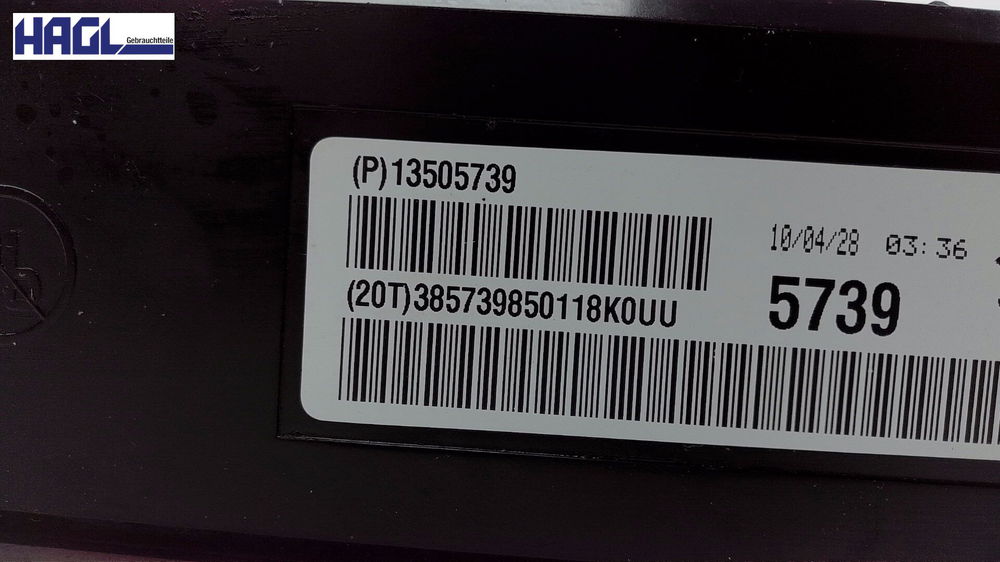 HAGL
Gebrauchtteile
(P)13505739
10/04/28 03:36
(20T)385739850118K0UU
5739